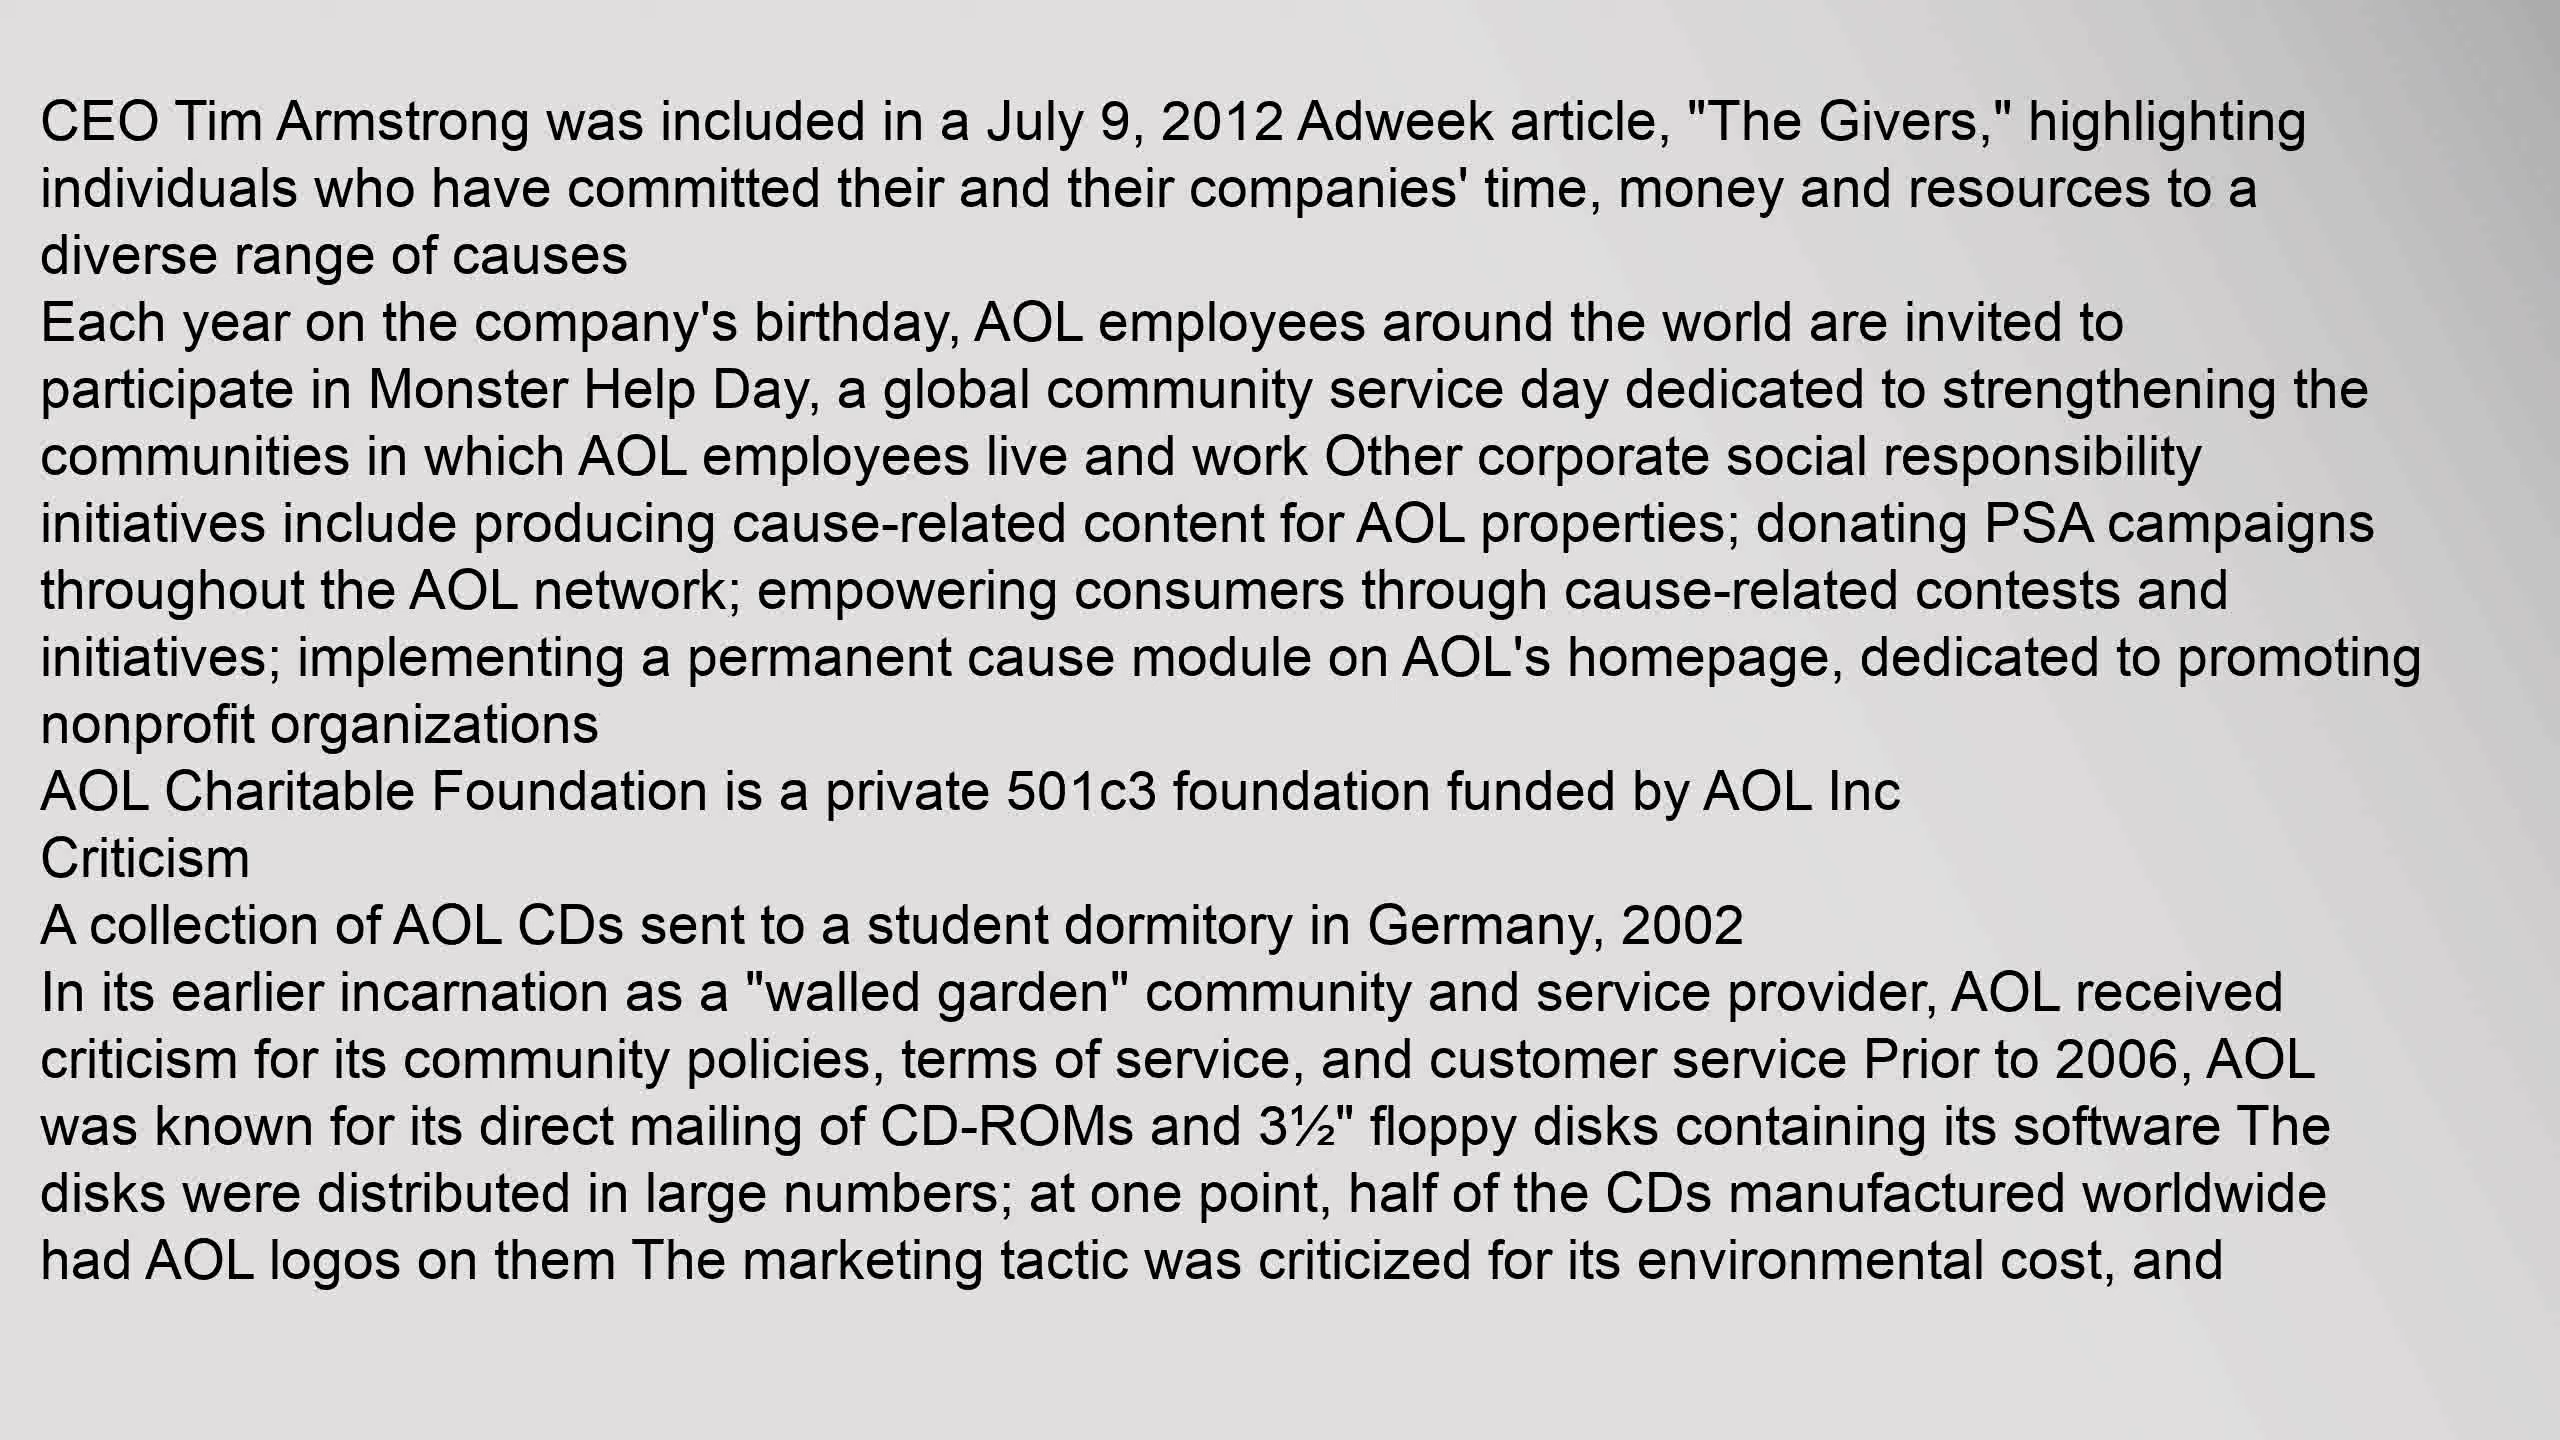 CEO Tim Armstrong was included in a July 9, 2012 Adweek article, "The Givers," highlighting
individuals who have committed their and their companies' time, money and resources to a
diverse range of causes
Each year on the company's birthday, AOL employees around the world are invited to
participate in Monster Help Day, a global community service day dedicated to strengthening the
communities in which AOL employees live and work Other corporate social responsibility
initiatives include producing cause-related content for AOL properties; donating PSA campaigns
throughout the AOL network; empowering consumers through cause-related contests and
initiatives; implementing a permanent cause module on AOL's homepage, dedicated to promoting
nonprofit organizations
AOL Charitable Foundation is a private 501c3 foundation funded by AOL Inc
Criticism
A collection of AOL CDs sent to a student dormitory in Germany, 2002
In its earlier incarnation as a "walled garden" community and service provider, AOL received
criticism for its community policies, terms of service, and customer service Prior to 2006, AOL
was known for its direct mailing of CD-ROMs and 3½" floppy disks containing its software The
disks were distributed in large numbers; at one point, half of the CDs manufactured worldwide
had AOL logos on them The marketing tactic was criticized for its environmental cost, and